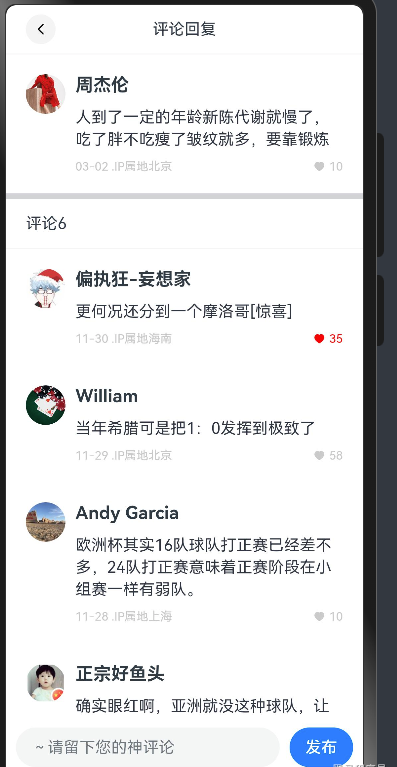 评论回复
周杰伦
人到了一定的年龄新陈代谢就慢了，
吃了胖不吃瘦了皱纹就多，要靠锻炼
03-02 .IP属地北京 10
评论6
偏执狂-妄想家
更何况还分到一个摩洛哥[惊喜]
11-30 .IP属地海南 35
William
当年希腊可是把1：0发挥到极致了
11-29 .IP属地北京 58
Andy Garcia
欧洲杯其实16队球队打正赛已经差不
多，24队打正赛意味着正赛阶段在小
组赛一样有弱队。
11-28 .IP属地上海 10
正宗好鱼头
确实眼红啊，亚洲就没这种球队，让
~ 请留下您的神评论
发布